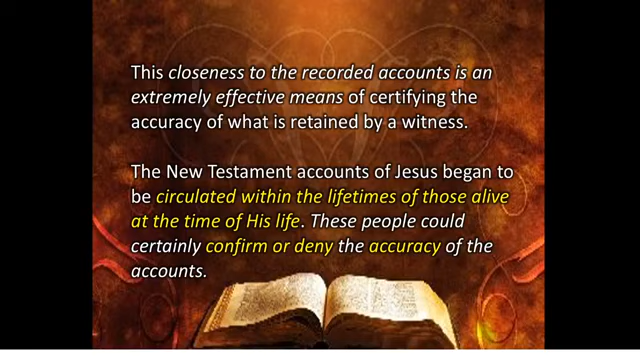 This closeness to the recorded accounts is an
extremely effective means of certifying the
accuracy of what is retained by a witness.
The New Testament accounts of Jesus began to
be circulated within the lifetimes of those alive
at the time of His life. These people could
certainly confirm or deny the accuracy of the
accounts.